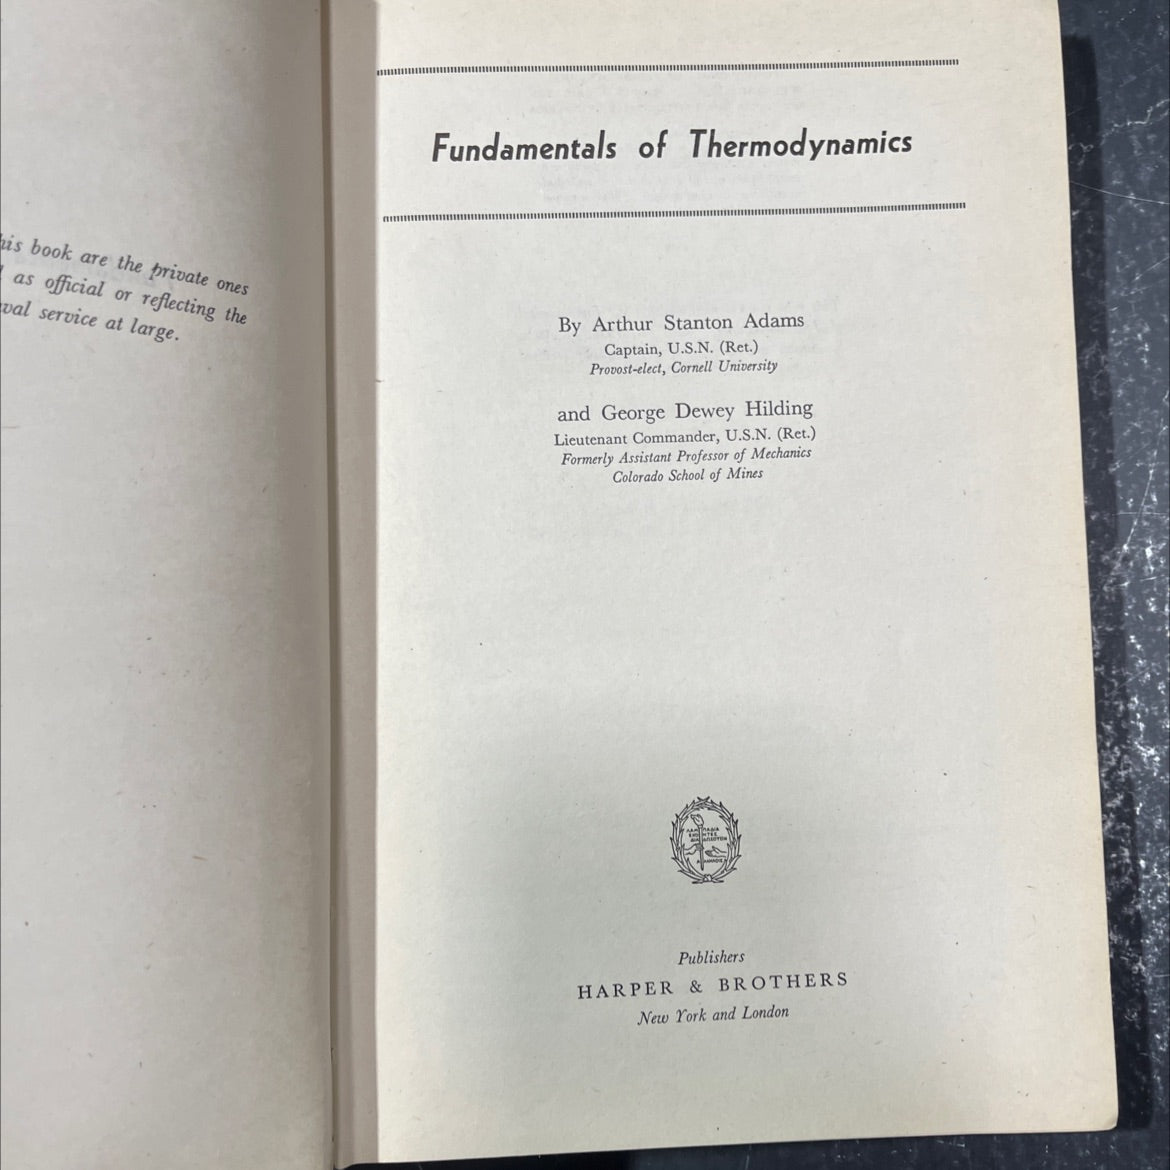 his book are the private ones
as official or reflecting the
val service at large.
Fundamentals of Thermodynamics
By Arthur Stanton Adams
Captain, U.S.N. (Ret.)
Provost-elect, Cornell University
and George Dewey Hilding
Lieutenant Commander, U.S.N. (Ret.)
Formerly Assistant Professor of Mechanics
Colorado School of Mines
Publishers
HARPER & BROTHERS
New York and London